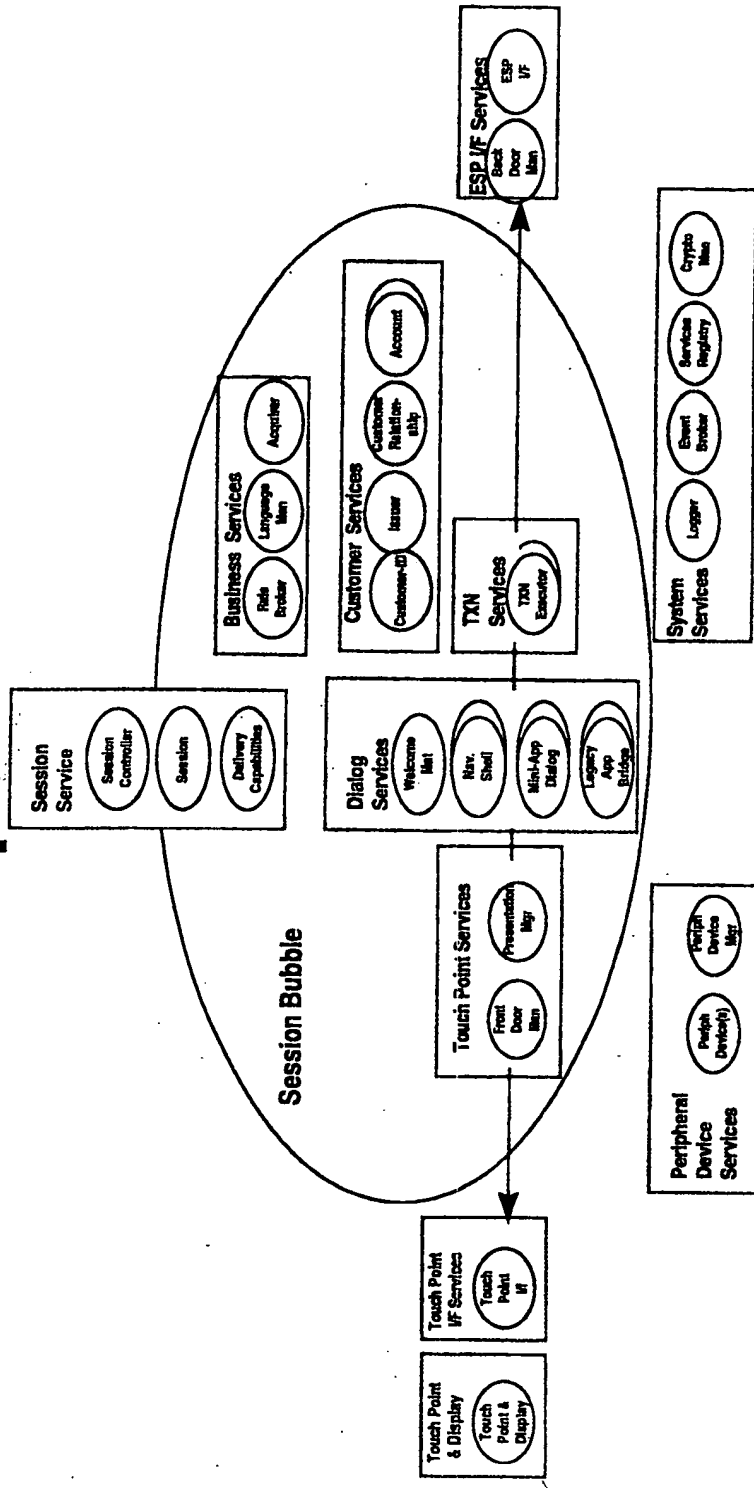 Session
Service
Session
Controller
Session
Delivery
Capabilities
Session Bubble
Business Services
Rate
Broker
Language
Man
Acquirer
Customer Services
Customer-ID
Issuer
Customer
Relation-
ship
Account
Touch Point
& Display
Touch
Point &
Display
Touch Point
I/F Services
Touch
Point
I/f
Touch Point Services
Front
Door
Man
Presentation
Mgr
Dialog
Services
Welcome
Mat
Nav.
Shell
Mini-App
Dialog
Legacy
App
Bridge
TXN
Services
TXN
Executor
ESP I/F Services
Back
Door
Man
ESP
I/F
Peripheral
Device
Services
Periph
Device(s)
Periph
Device
Mgr
System
Services
Logger
Event
Broker
Services
Registry
Crypto
Man